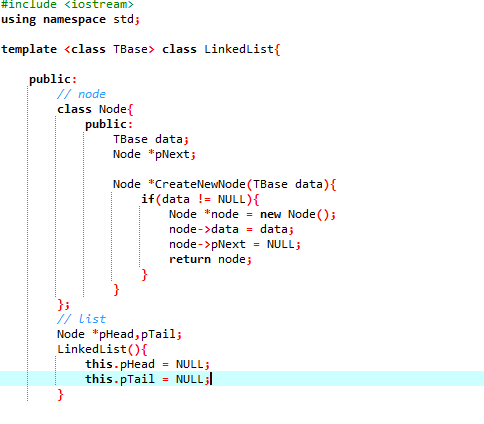 #include <iostream>
using namespace std;
template <class TBase> class LinkedList{
public:
// node
class Node{
public:
TBase data;
Node *pNext;
Node *CreateNewNode(TBase data){
if(data != NULL){
Node *node = new Node();
node->data = data;
node->pNext = NULL;
return node;
}
}
};
// list
Node *pHead,pTail;
LinkedList(){
this.pHead = NULL;
this.pTail = NULL;
}